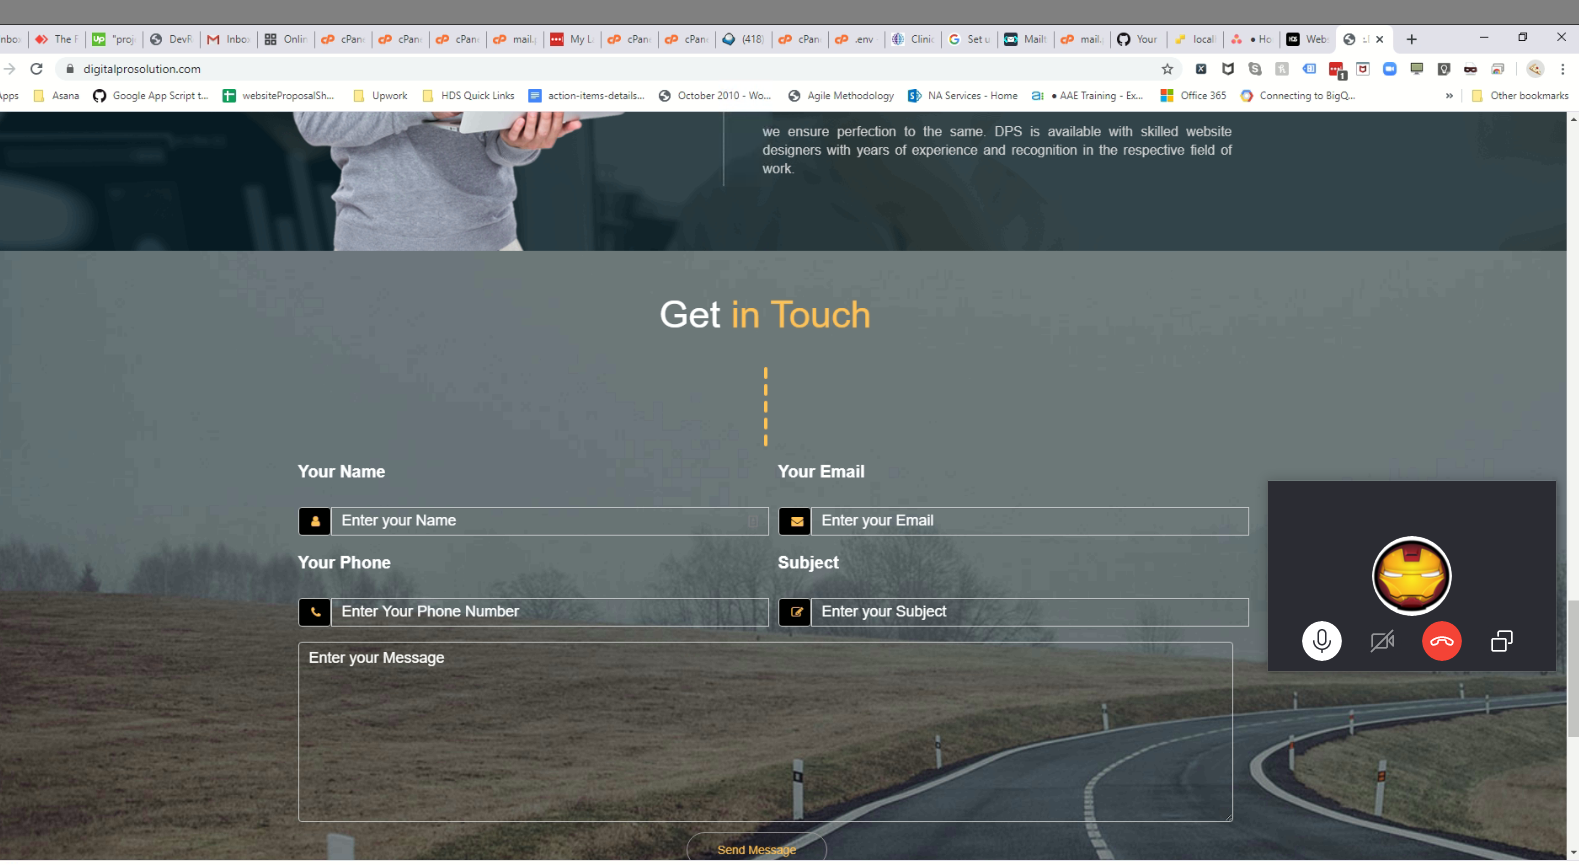 The F
"proj
DevR
Inbo
Onlin
cPan
cPan
cPan
mail.
My L
cPan
cPan
(418)
cPan
.env
Clinic
Set u
Mailt
mail.
Your
local
Ho
Web
digitalprosolution.com
Apps
Asana
Google App Script t...
websiteProposalSh...
Upwork
HDS Quick Links
action-items-details...
October 2010 - Wo...
Agile Methodology
NA Services - Home
AAE Training - Ex...
Office 365
Connecting to BigQ...
»
Other bookmarks
we ensure perfection to the same. DPS is available with skilled website
designers with years of experience and recognition in the respective field of
work.
Get in Touch
Your Name
Your Email
Enter your Name
Enter your Email
Your Phone
Subject
Enter Your Phone Number
Enter your Subject
Enter your Message
Send Message